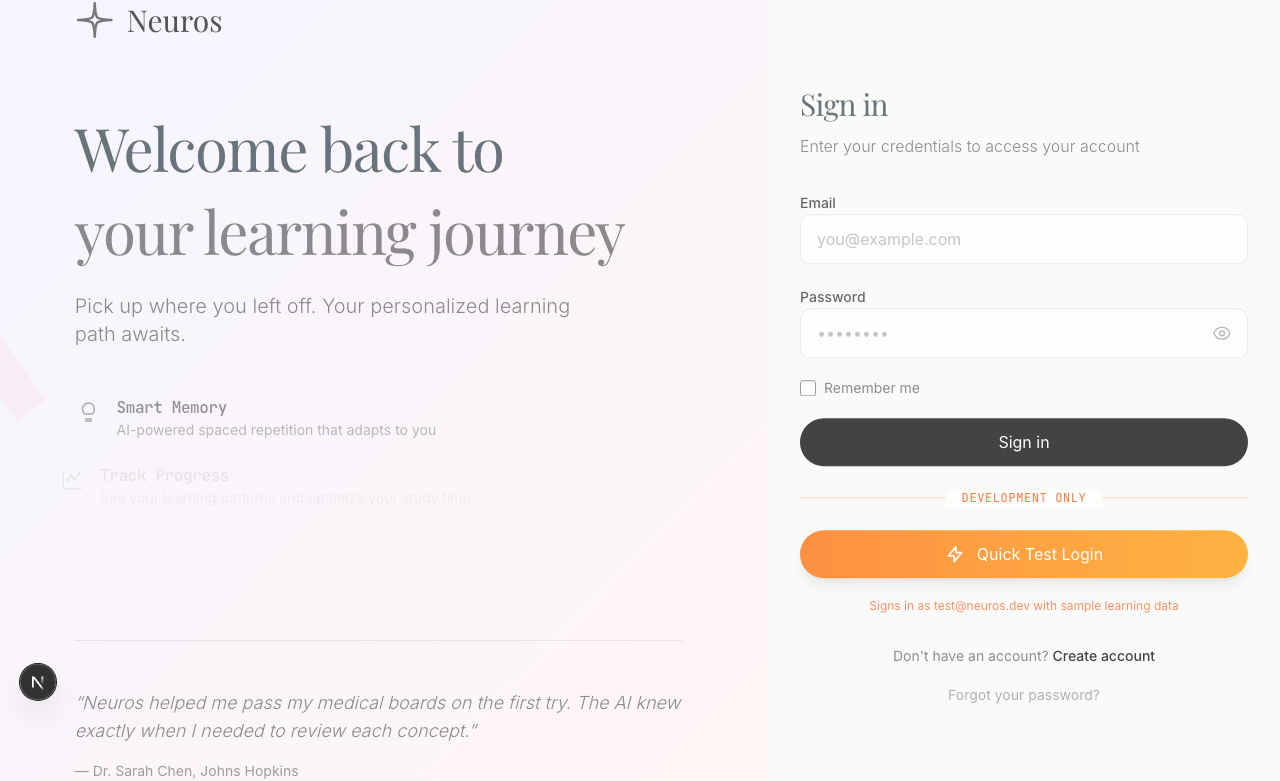 Neuros
Welcome back to
your learning journey
Pick up where you left off. Your personalized learning
path awaits.
Smart Memory
AI-powered spaced repetition that adapts to you
Track Progress
See your learning patterns and optimize your study time
“Neuros helped me pass my medical boards on the first try. The AI knew
exactly when I needed to review each concept.”
— Dr. Sarah Chen, Johns Hopkins
N
Sign in
Enter your credentials to access your account
Email
you@example.com
Password
••••••••
Remember me
Sign in
DEVELOPMENT ONLY
Quick Test Login
Signs in as test@neuros.dev with sample learning data
Don't have an account? Create account
Forgot your password?